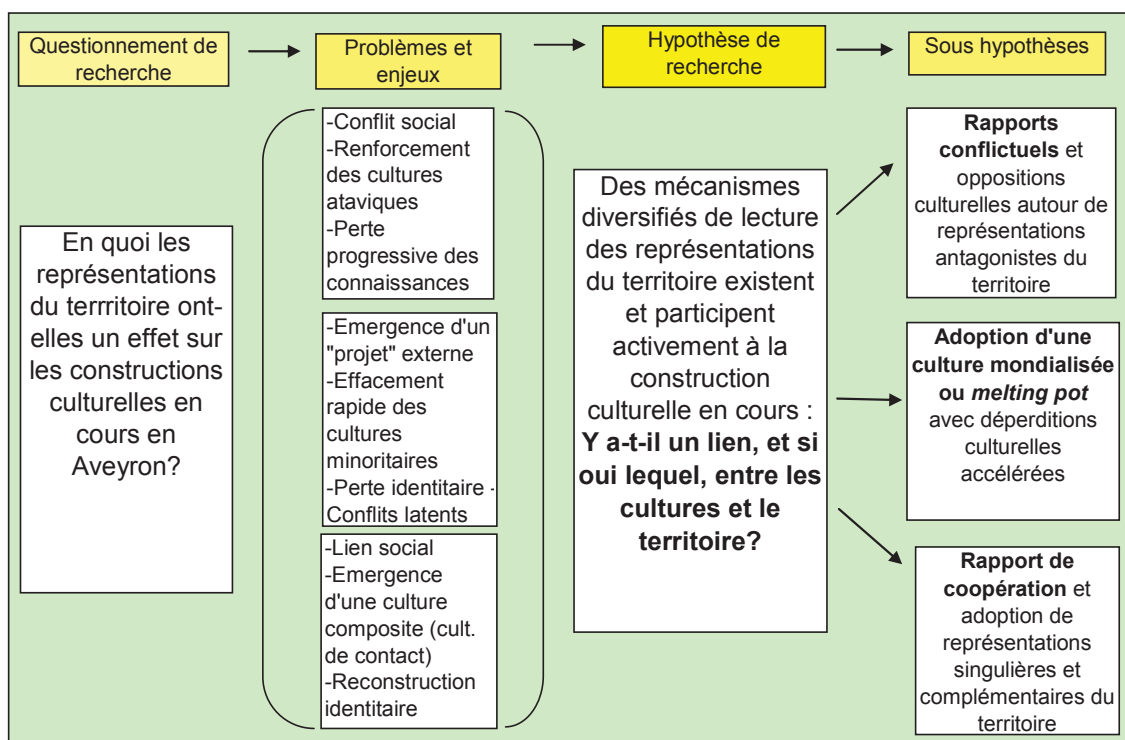 Questionnement de
recherche
Problèmes et
enjeux
Hypothèse de
recherche
Sous hypothèses
En quoi les
représentations
du terrritoire ont-
elles un effet sur
les constructions
culturelles en
cours en
Aveyron?
-Conflit social
-Renforcement
des cultures
ataviques
-Perte
progressive des
connaissances
-Emergence d'un
"projet" externe
-Effacement
rapide des
cultures
minoritaires
-Perte identitaire -
Conflits latents
-Lien social
-Emergence
d'une culture
composite (cult.
de contact)
-Reconstruction
identitaire
Des mécanismes
diversifiés de lecture
des représentations
du territoire existent
et participent
activement à la
construction
culturelle en cours :
Y a-t-il un lien, et si
oui lequel, entre les
cultures et le
territoire?
Rapports
conflictuels et
oppositions
culturelles autour de
représentations
antagonistes du
territoire
Adoption d'une
culture mondialisée
ou melting pot
avec déperditions
culturelles
accélérées
Rapport de
coopération et
adoption de
représentations
singulières et
complémentaires du
territoire